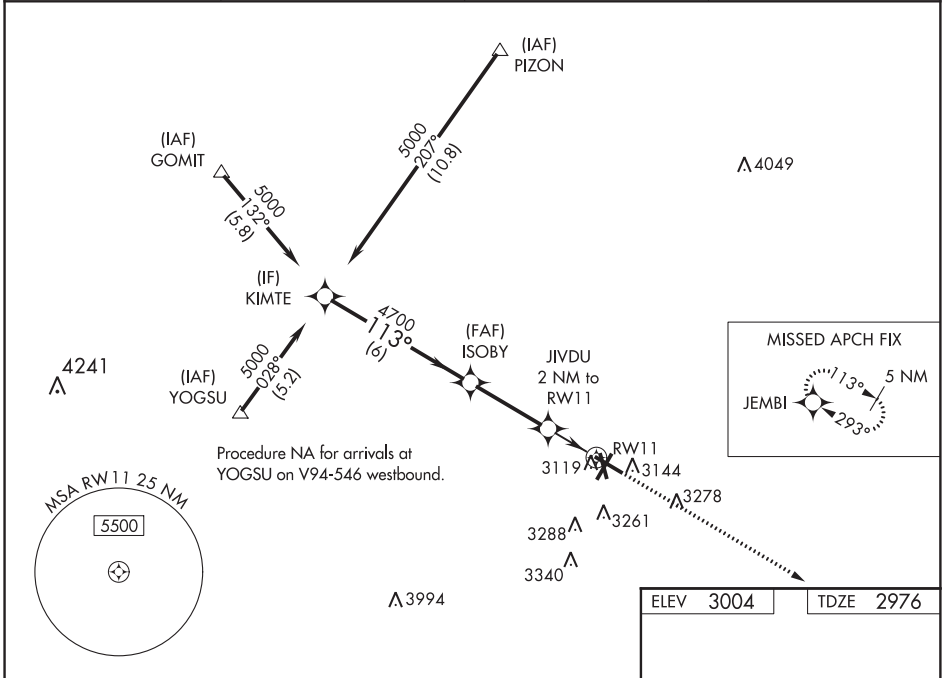 (IAF)
PIZON
5000
207°
(10.8)
(IAF)
GOMIT
5000
132°
(5.8)
4049
(IF)
KIMTE
4700
113°
(6)
(FAF)
ISOBY
JIVDU
2 NM to
RW11
MISSED APCH FIX
JEMBI
113°
5 NM
293°
4241
(IAF)
YOGSU
5000
028°
(5.2)
Procedure NA for arrivals at
YOGSU on V94-546 westbound.
RW11
3119
3144
3278
3261
3288
3340
3994
MSA RW11 25 NM
5500
ELEV 3004
TDZE 2976